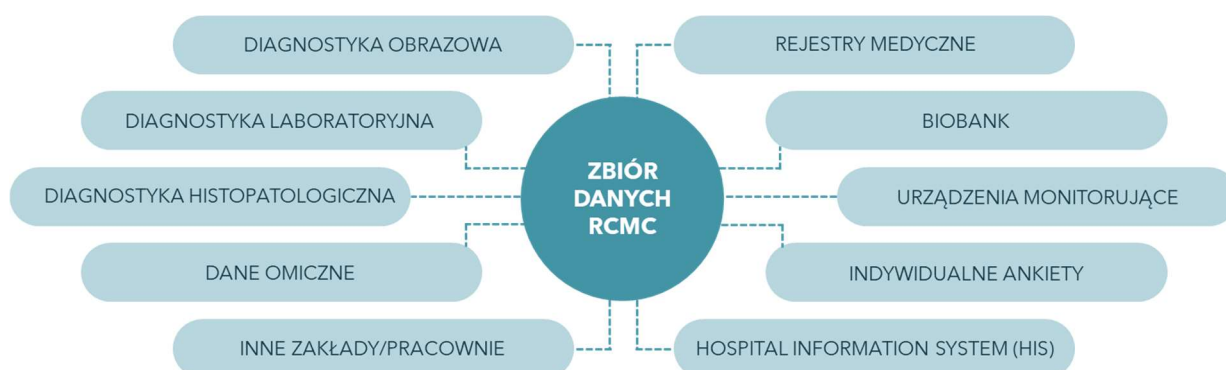 DIAGNOSTYKA OBRAZOWA
REJESTRY MEDYCZNE
DIAGNOSTYKA LABORATORYJNA
BIOBANK
ZBIÓR
DANYCH
RCMC
DIAGNOSTYKA HISTOPATOLOGICZNA
URZĄDZENIA MONITORUJĄCE
DANE OMICZNE
INDYWIDUALNE ANKIETY
INNE ZAKŁADY/PRACOWNIE
HOSPITAL INFORMATION SYSTEM (HIS)